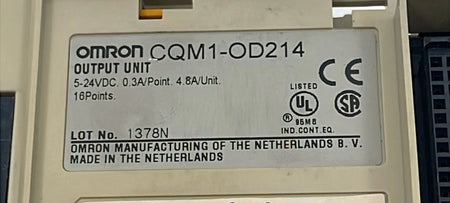 OMRON CQM1-OD214
OUTPUT UNIT
5-24VDC. 0.3A/Point. 4.8A/Unit.
16Points.
LISTED
CE
UL
SA
®
95M8
IND.CONT.EQ.
LOT No. 1378N
OMRON MANUFACTURING OF THE NETHERLANDS B. V.
MADE IN THE NETHERLANDS